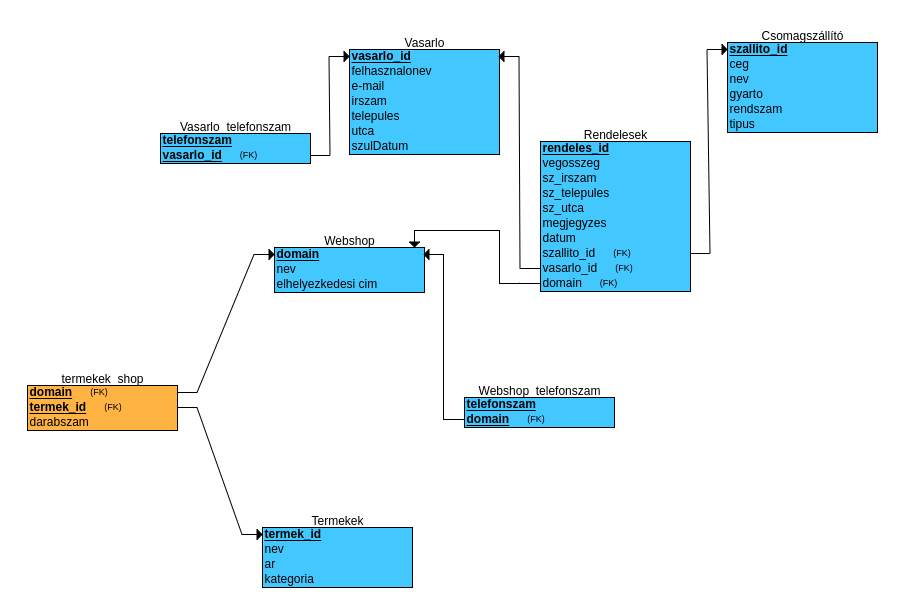 Vasarlo
vasarlo_id
felhasznalonev
e-mail
irszam
telepules
utca
szulDatum
Csomagszállító
szallito_id
ceg
nev
gyarto
rendszam
tipus
Vasarlo_telefonszam
telefonszam
vasarlo_id (FK)
Rendelesek
rendeles_id
vegosszeg
sz_irszam
sz_telepules
sz_utca
megjegyzes
datum
szallito_id (FK)
vasarlo_id (FK)
domain (FK)
Webshop
domain
nev
elhelyezkedesi cim
termekek_shop
domain (FK)
termek_id (FK)
darabszam
Webshop_telefonszam
telefonszam
domain (FK)
Termekek
termek_id
nev
ar
kategoria